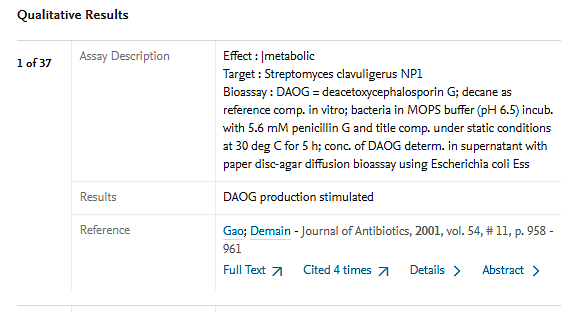 Qualitative Results
1 of 37
Assay Description
Effect : |metabolic
Target : Streptomyces clavuligerus NP1
Bioassay : DAOG = deacetoxycephalosporin G; decane as
reference comp. in vitro; bacteria in MOPS buffer (pH 6.5) incub.
with 5.6 mM penicillin G and title comp. under static conditions
at 30 deg C for 5 h; conc. of DAOG determ. in supernatant with
paper disc-agar diffusion bioassay using Escherichia coli Ess
Results
DAOG production stimulated
Reference
Gao; Demain - Journal of Antibiotics, 2001, vol. 54, # 11, p. 958 -
961
Full Text Cited 4 times Details Abstract